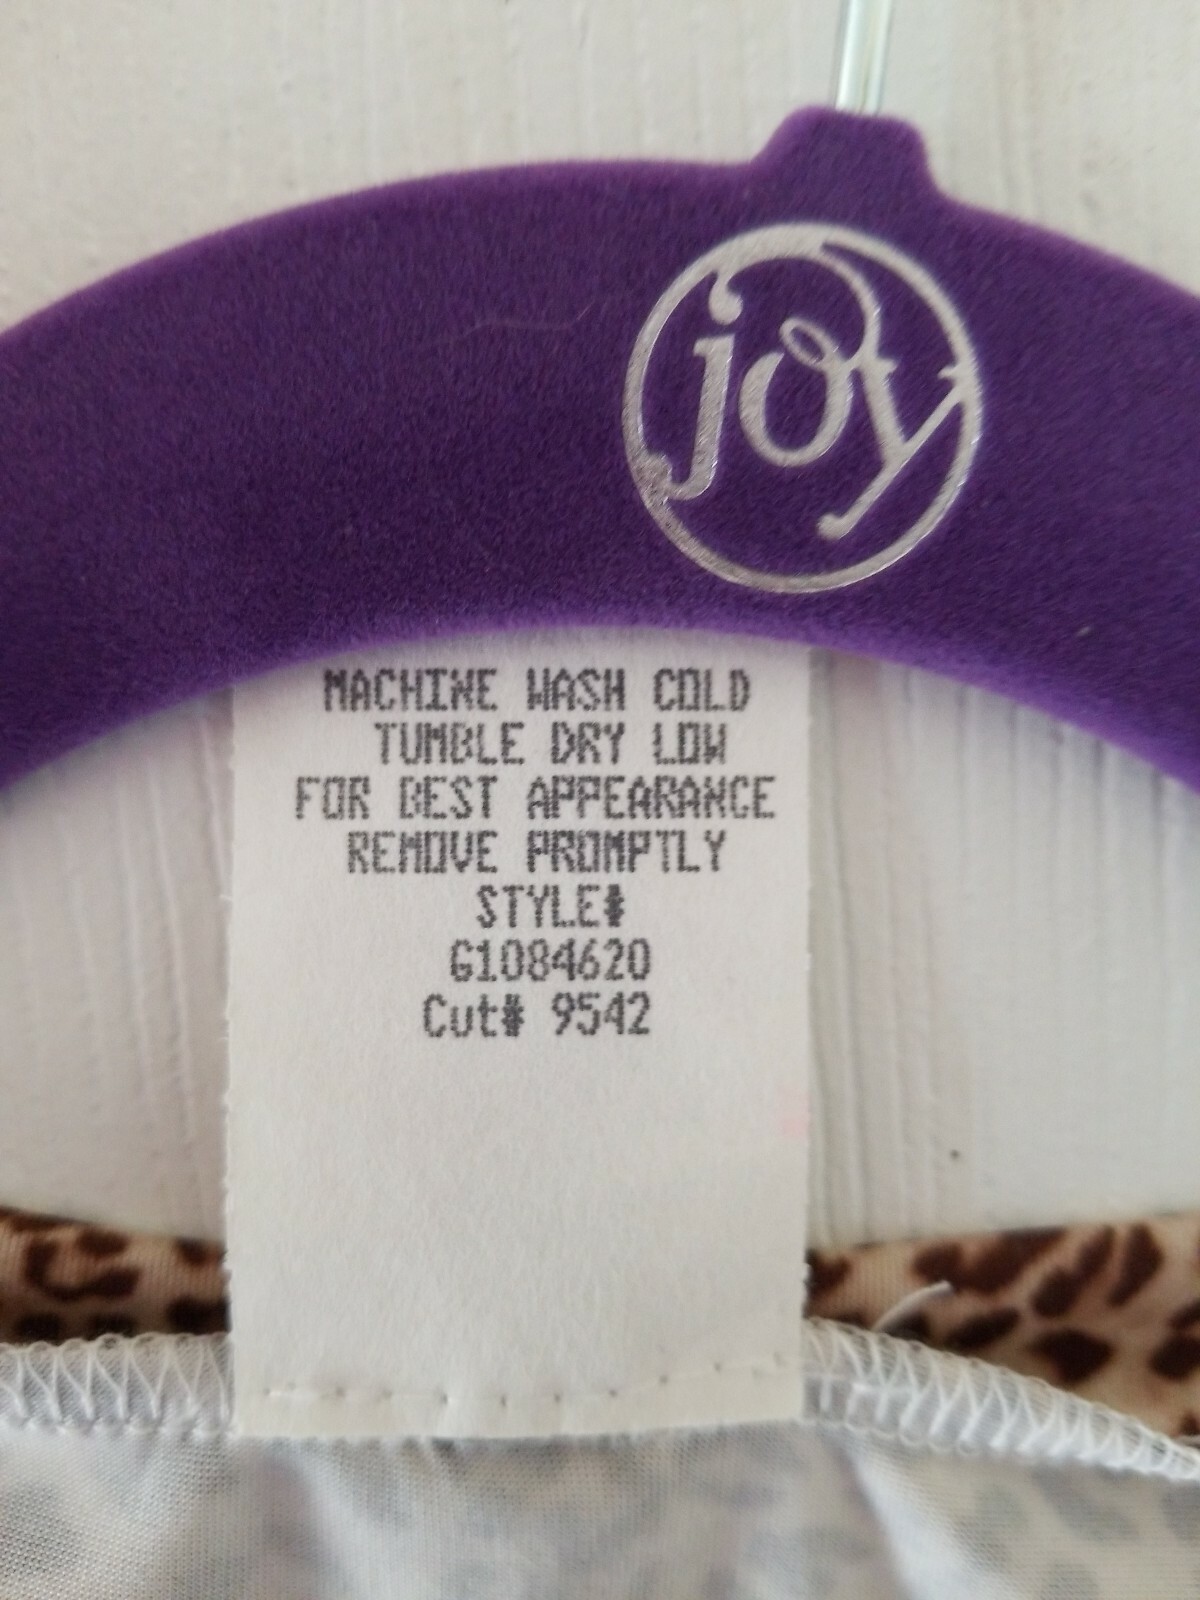 joy
MACHINE WASH COLD
TUMBLE DRY LOW
FOR BEST APPEARANCE
REMOVE PROMPTLY
STYLE#
G1084620
Cut# 9542